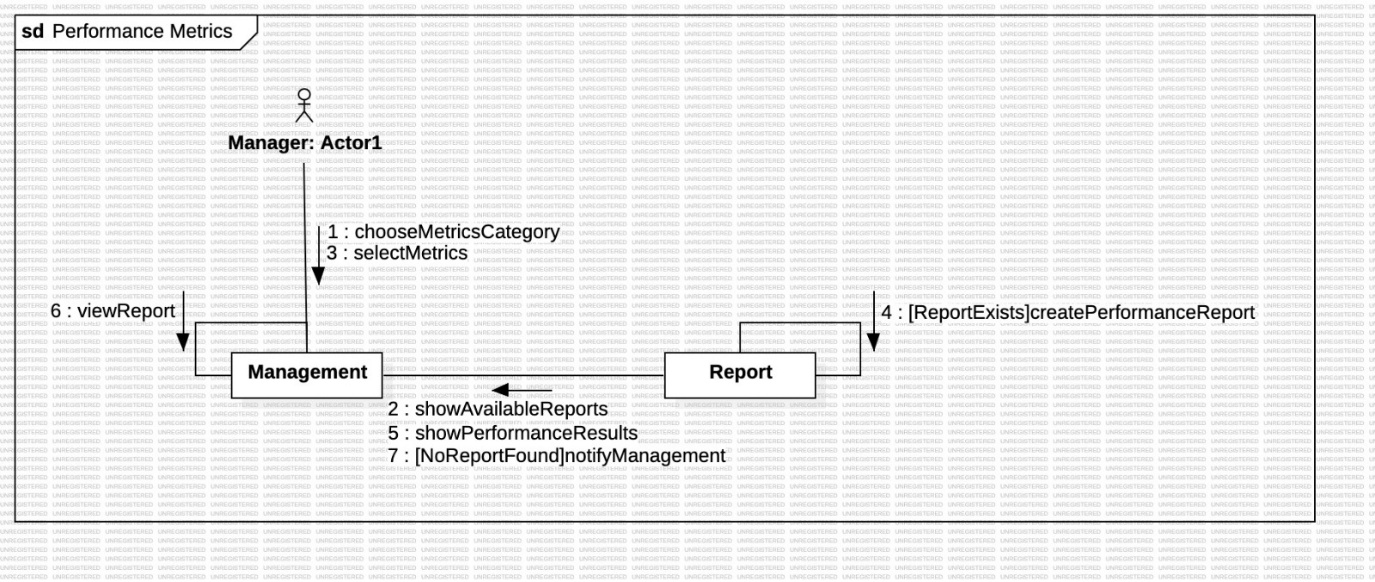 sd Performance Metrics
Manager: Actor1
1 : chooseMetricsCategory
3 : selectMetrics
6 : viewReport
4 : [ReportExists]createPerformanceReport
Management
Report
2 : showAvailableReports
5 : showPerformanceResults
7 : [NoReportFound]notifyManagement
UNREGISTERED